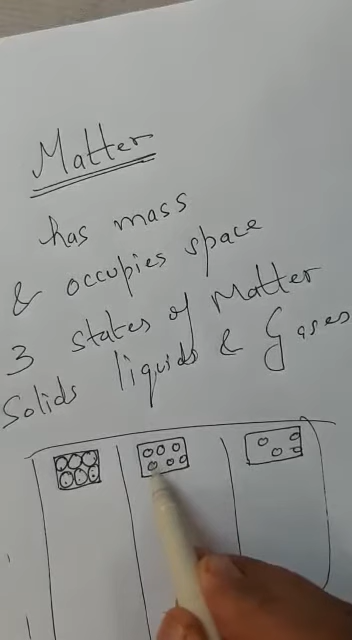 Matter
has mass
& occupies space
3 states of Matter
Solids liquids & Gases